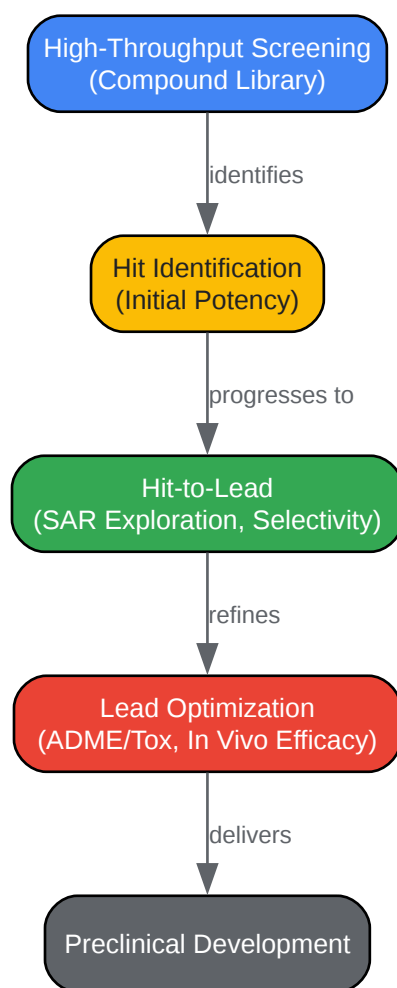 High-Throughput Screening
(Compound Library)
identifies
Hit Identification
(Initial Potency)
progresses to
Hit-to-Lead
(SAR Exploration, Selectivity)
refines
Lead Optimization
(ADME/Tox, In Vivo Efficacy)
delivers
Preclinical Development